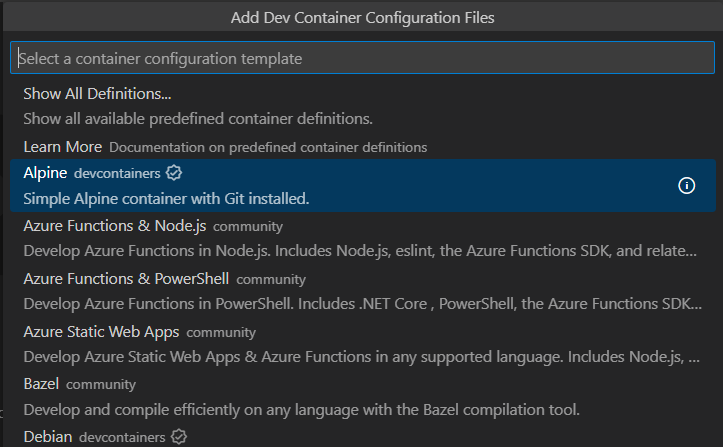 Add Dev Container Configuration Files
Select a container configuration template
Show All Definitions...
Show all available predefined container definitions.
Learn More Documentation on predefined container definitions
Alpine devcontainers
Simple Alpine container with Git installed.
Azure Functions & Node.js community
Develop Azure Functions in Node.js. Includes Node.js, eslint, the Azure Functions SDK, and relate...
Azure Functions & PowerShell community
Develop Azure Functions in PowerShell. Includes .NET Core , PowerShell, the Azure Functions SDK...
Azure Static Web Apps community
Develop Azure Static Web Apps & Azure Functions in any supported language. Includes Node.js, ...
Bazel community
Develop and compile efficiently on any language with the Bazel compilation tool.
Debian devcontainers